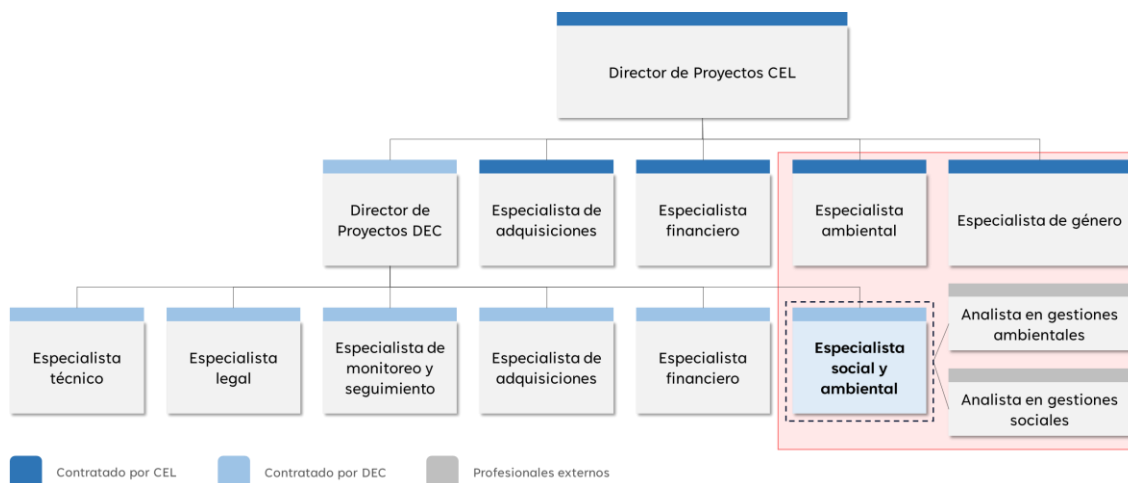 Director de Proyectos CEL
Director de
Proyectos DEC
Especialista de
adquisiciones
Especialista
financiero
Especialista
ambiental
Especialista de género
Especialista
técnico
Especialista
legal
Especialista de
monitoreo y
seguimiento
Especialista de
adquisiciones
Especialista
financiero
Especialista
social y
ambiental
Analista en gestiones
ambientales
Analista en gestiones
sociales
Contratado por CEL
Contratado por DEC
Profesionales externos